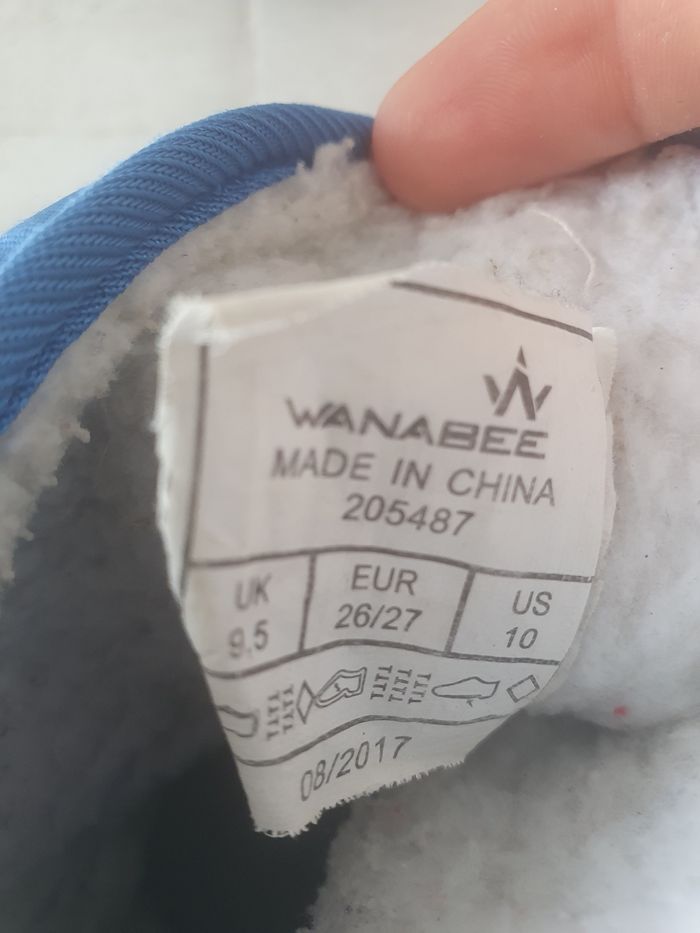 WANABEE
MADE IN CHINA
205487
UK EUR US
9.5 26/27 10
08/2017